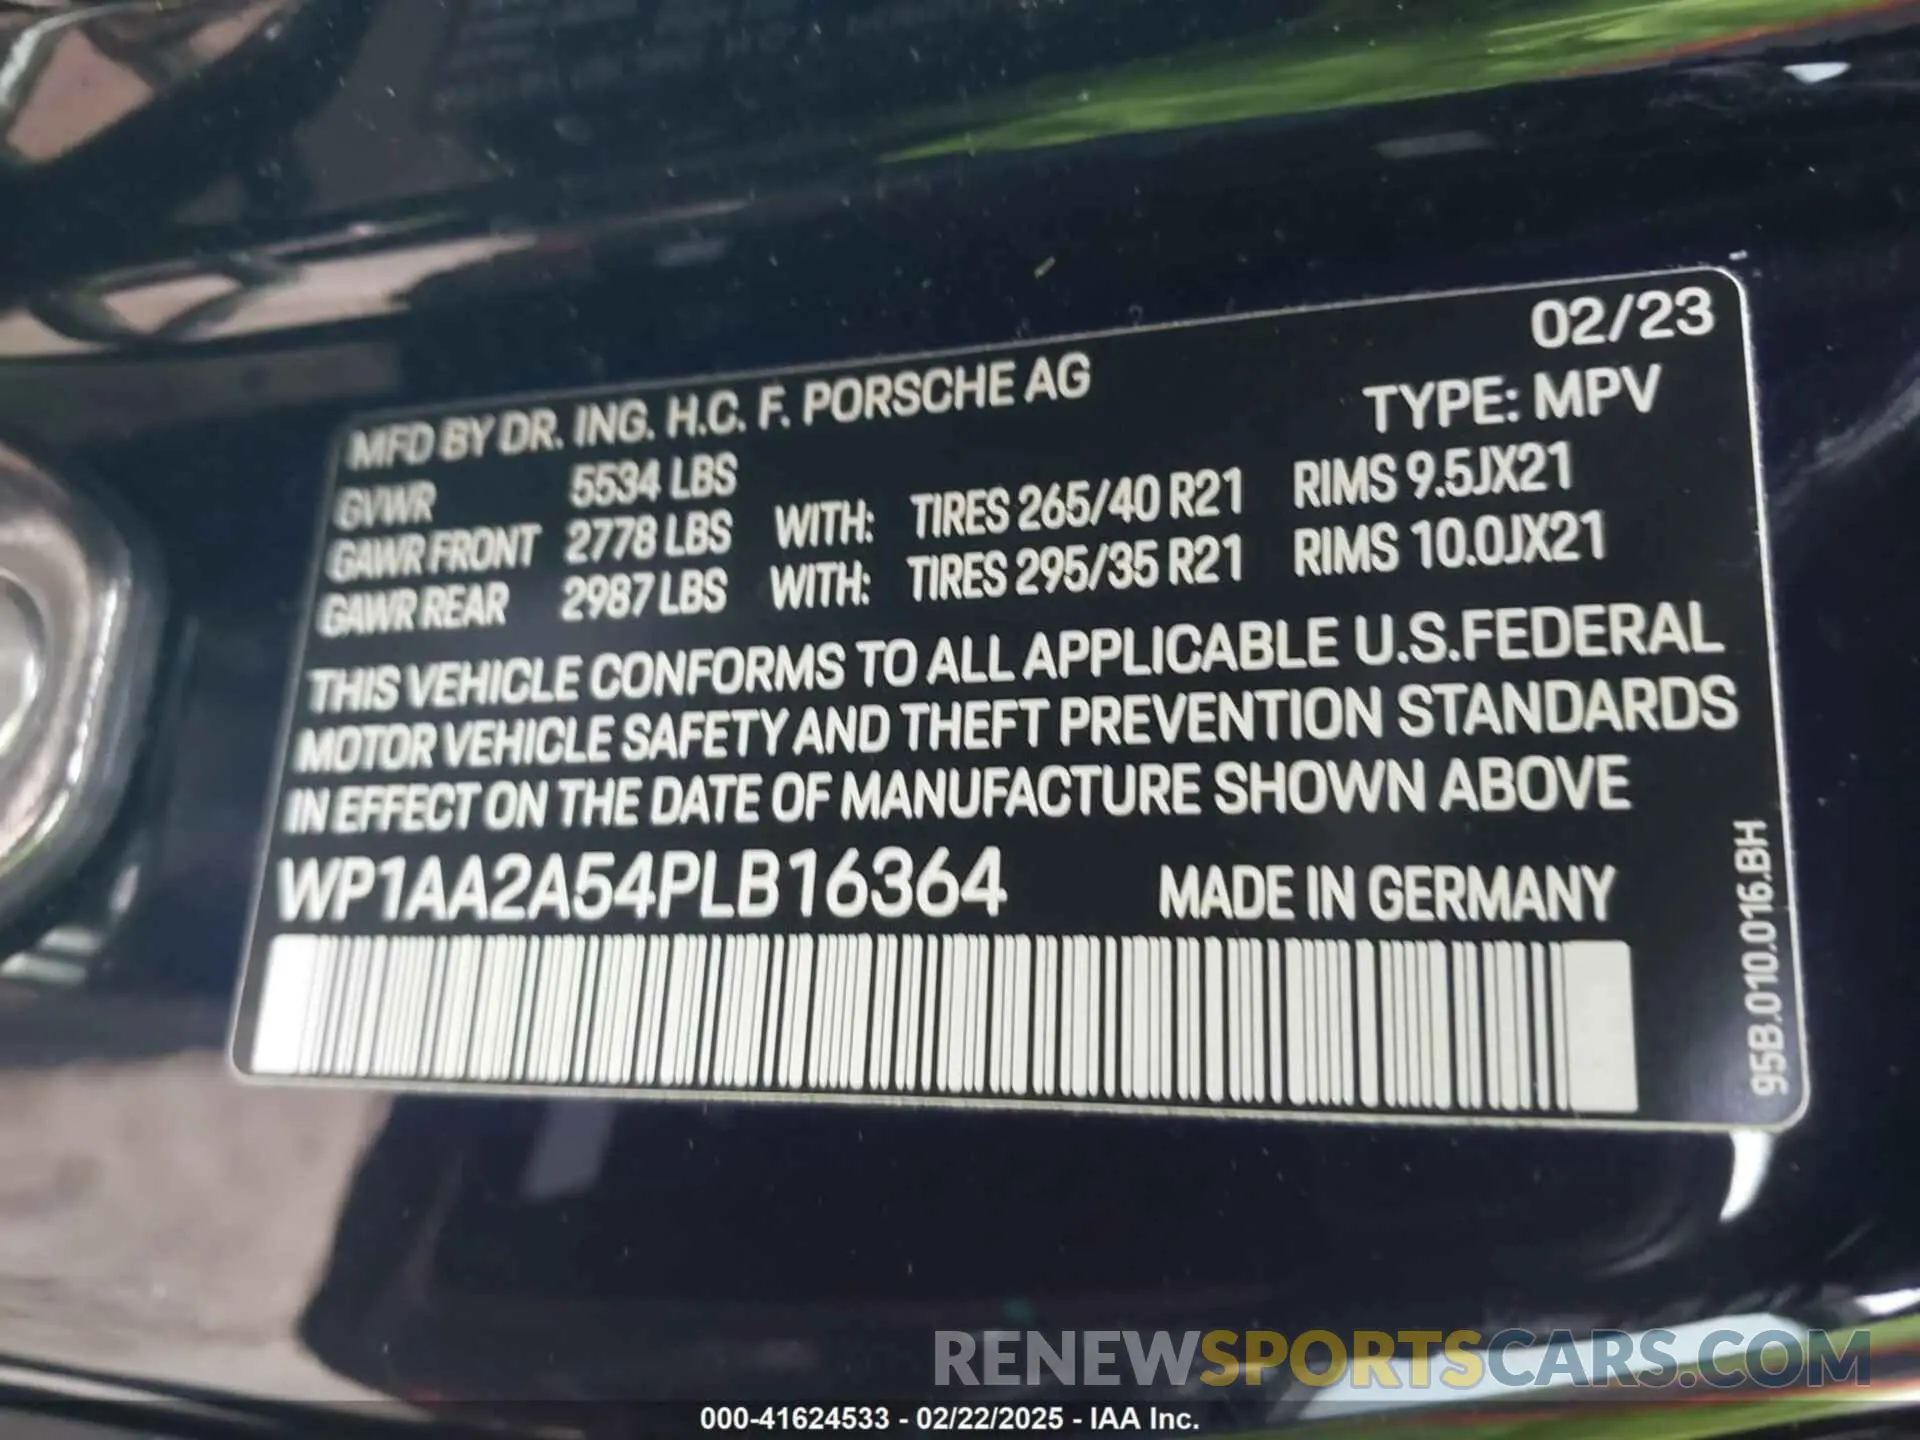 02/23
MFD BY DR. ING. H.C. F. PORSCHE AG TYPE: MPV
GVWR 5534 LBS
GAWR FRONT 2778 LBS WITH: TIRES 265/40 R21 RIMS 9.5JX21
GAWR REAR 2987 LBS WITH: TIRES 295/35 R21 RIMS 10.0JX21
THIS VEHICLE CONFORMS TO ALL APPLICABLE U.S.FEDERAL
MOTOR VEHICLE SAFETY AND THEFT PREVENTION STANDARDS
IN EFFECT ON THE DATE OF MANUFACTURE SHOWN ABOVE
WP1AA2A54PLB16364 MADE IN GERMANY
95B.010.016.BH
RENEWSPORTSCARS.COM
000-41624533 - 02/22/2025 - IAA Inc.